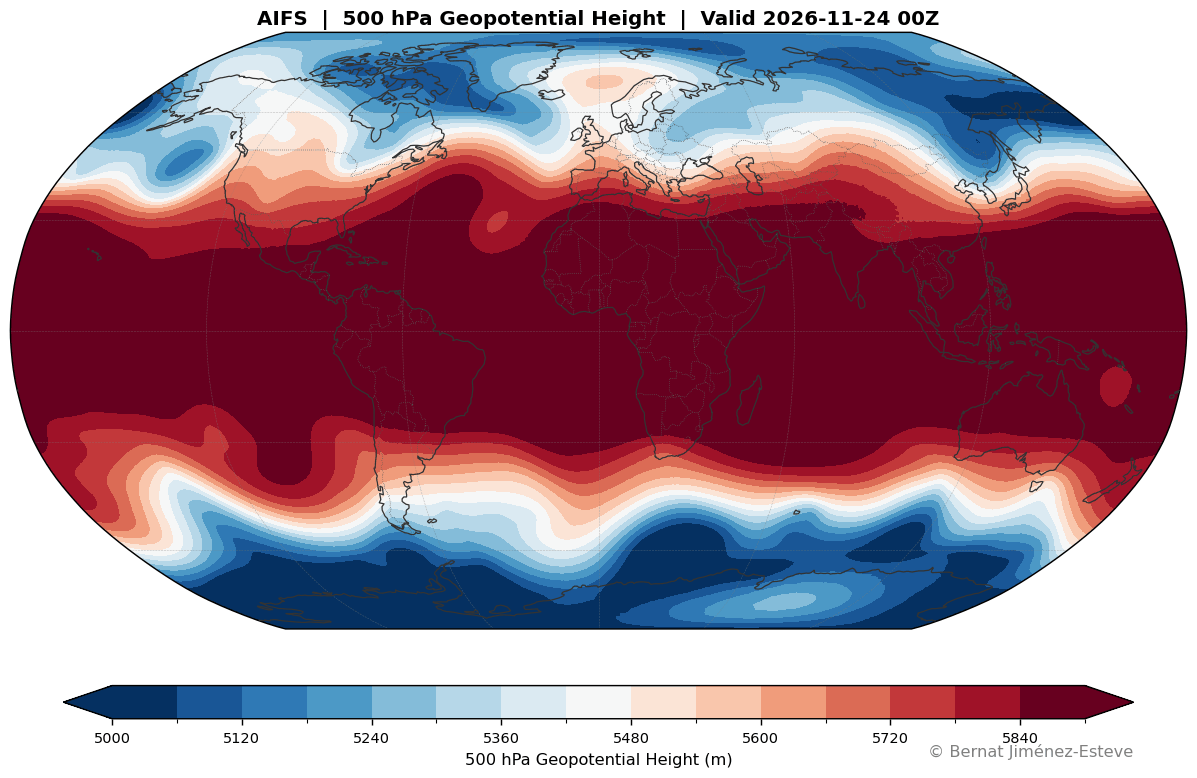 AIFS  |  500 hPa Geopotential Height  |  Valid 2026-11-24 00Z
5000 5120 5240 5360 5480 5600 5720 5840
500 hPa Geopotential Height (m)
© Bernat Jiménez-Esteve